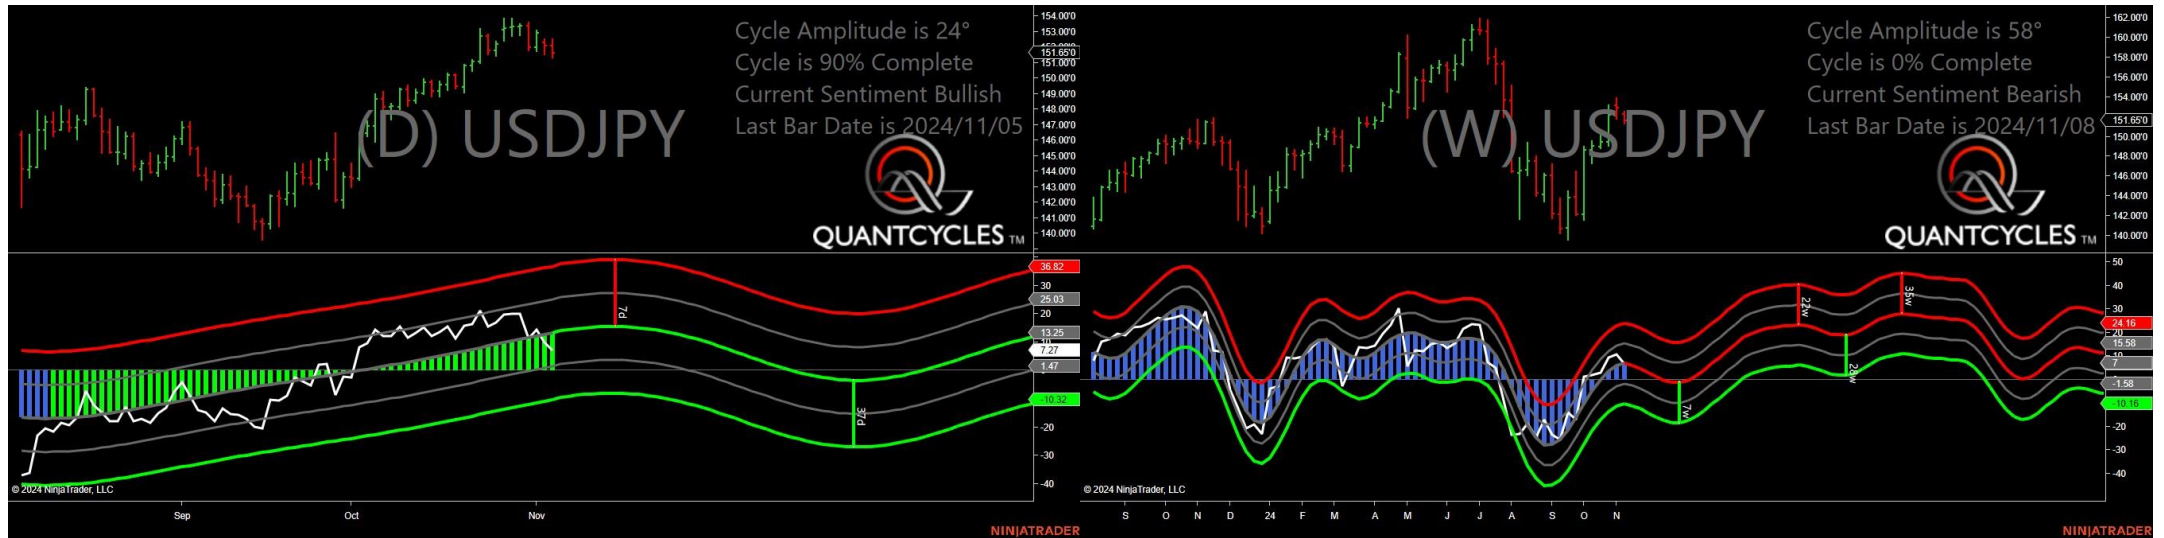 Cycle Amplitude is 24°
Cycle is 90% Complete
Current Sentiment Bullish
Last Bar Date is 2024/11/05
(D) USDJPY
QUANTCYCLES TM
154.00'0
153.00'0
151.65'0
151.00'0
150.00'0
149.00'0
148.00'0
147.00'0
146.00'0
145.00'0
144.00'0
143.00'0
142.00'0
141.00'0
140.00'0
36.82
30
25.03
20
13.25
10
7.27
1.47
-10.32
-20
-30
-40
7d
37d
© 2024 NinjaTrader, LLC
Sep
Oct
Nov
NINJATRADER
Cycle Amplitude is 58°
Cycle is 0% Complete
Current Sentiment Bearish
Last Bar Date is 2024/11/08
(W) USDJPY
QUANTCYCLES TM
162.00'0
160.00'0
158.00'0
156.00'0
154.00'0
151.65'0
150.00'0
148.00'0
146.00'0
144.00'0
142.00'0
140.00'0
50
40
30
24.16
20
15.58
10
7
-1.58
-10.16
-20
-30
-40
7w
22w
28w
35w
© 2024 NinjaTrader, LLC
S O N D 24 F M A M J J A S O N
NINJATRADER